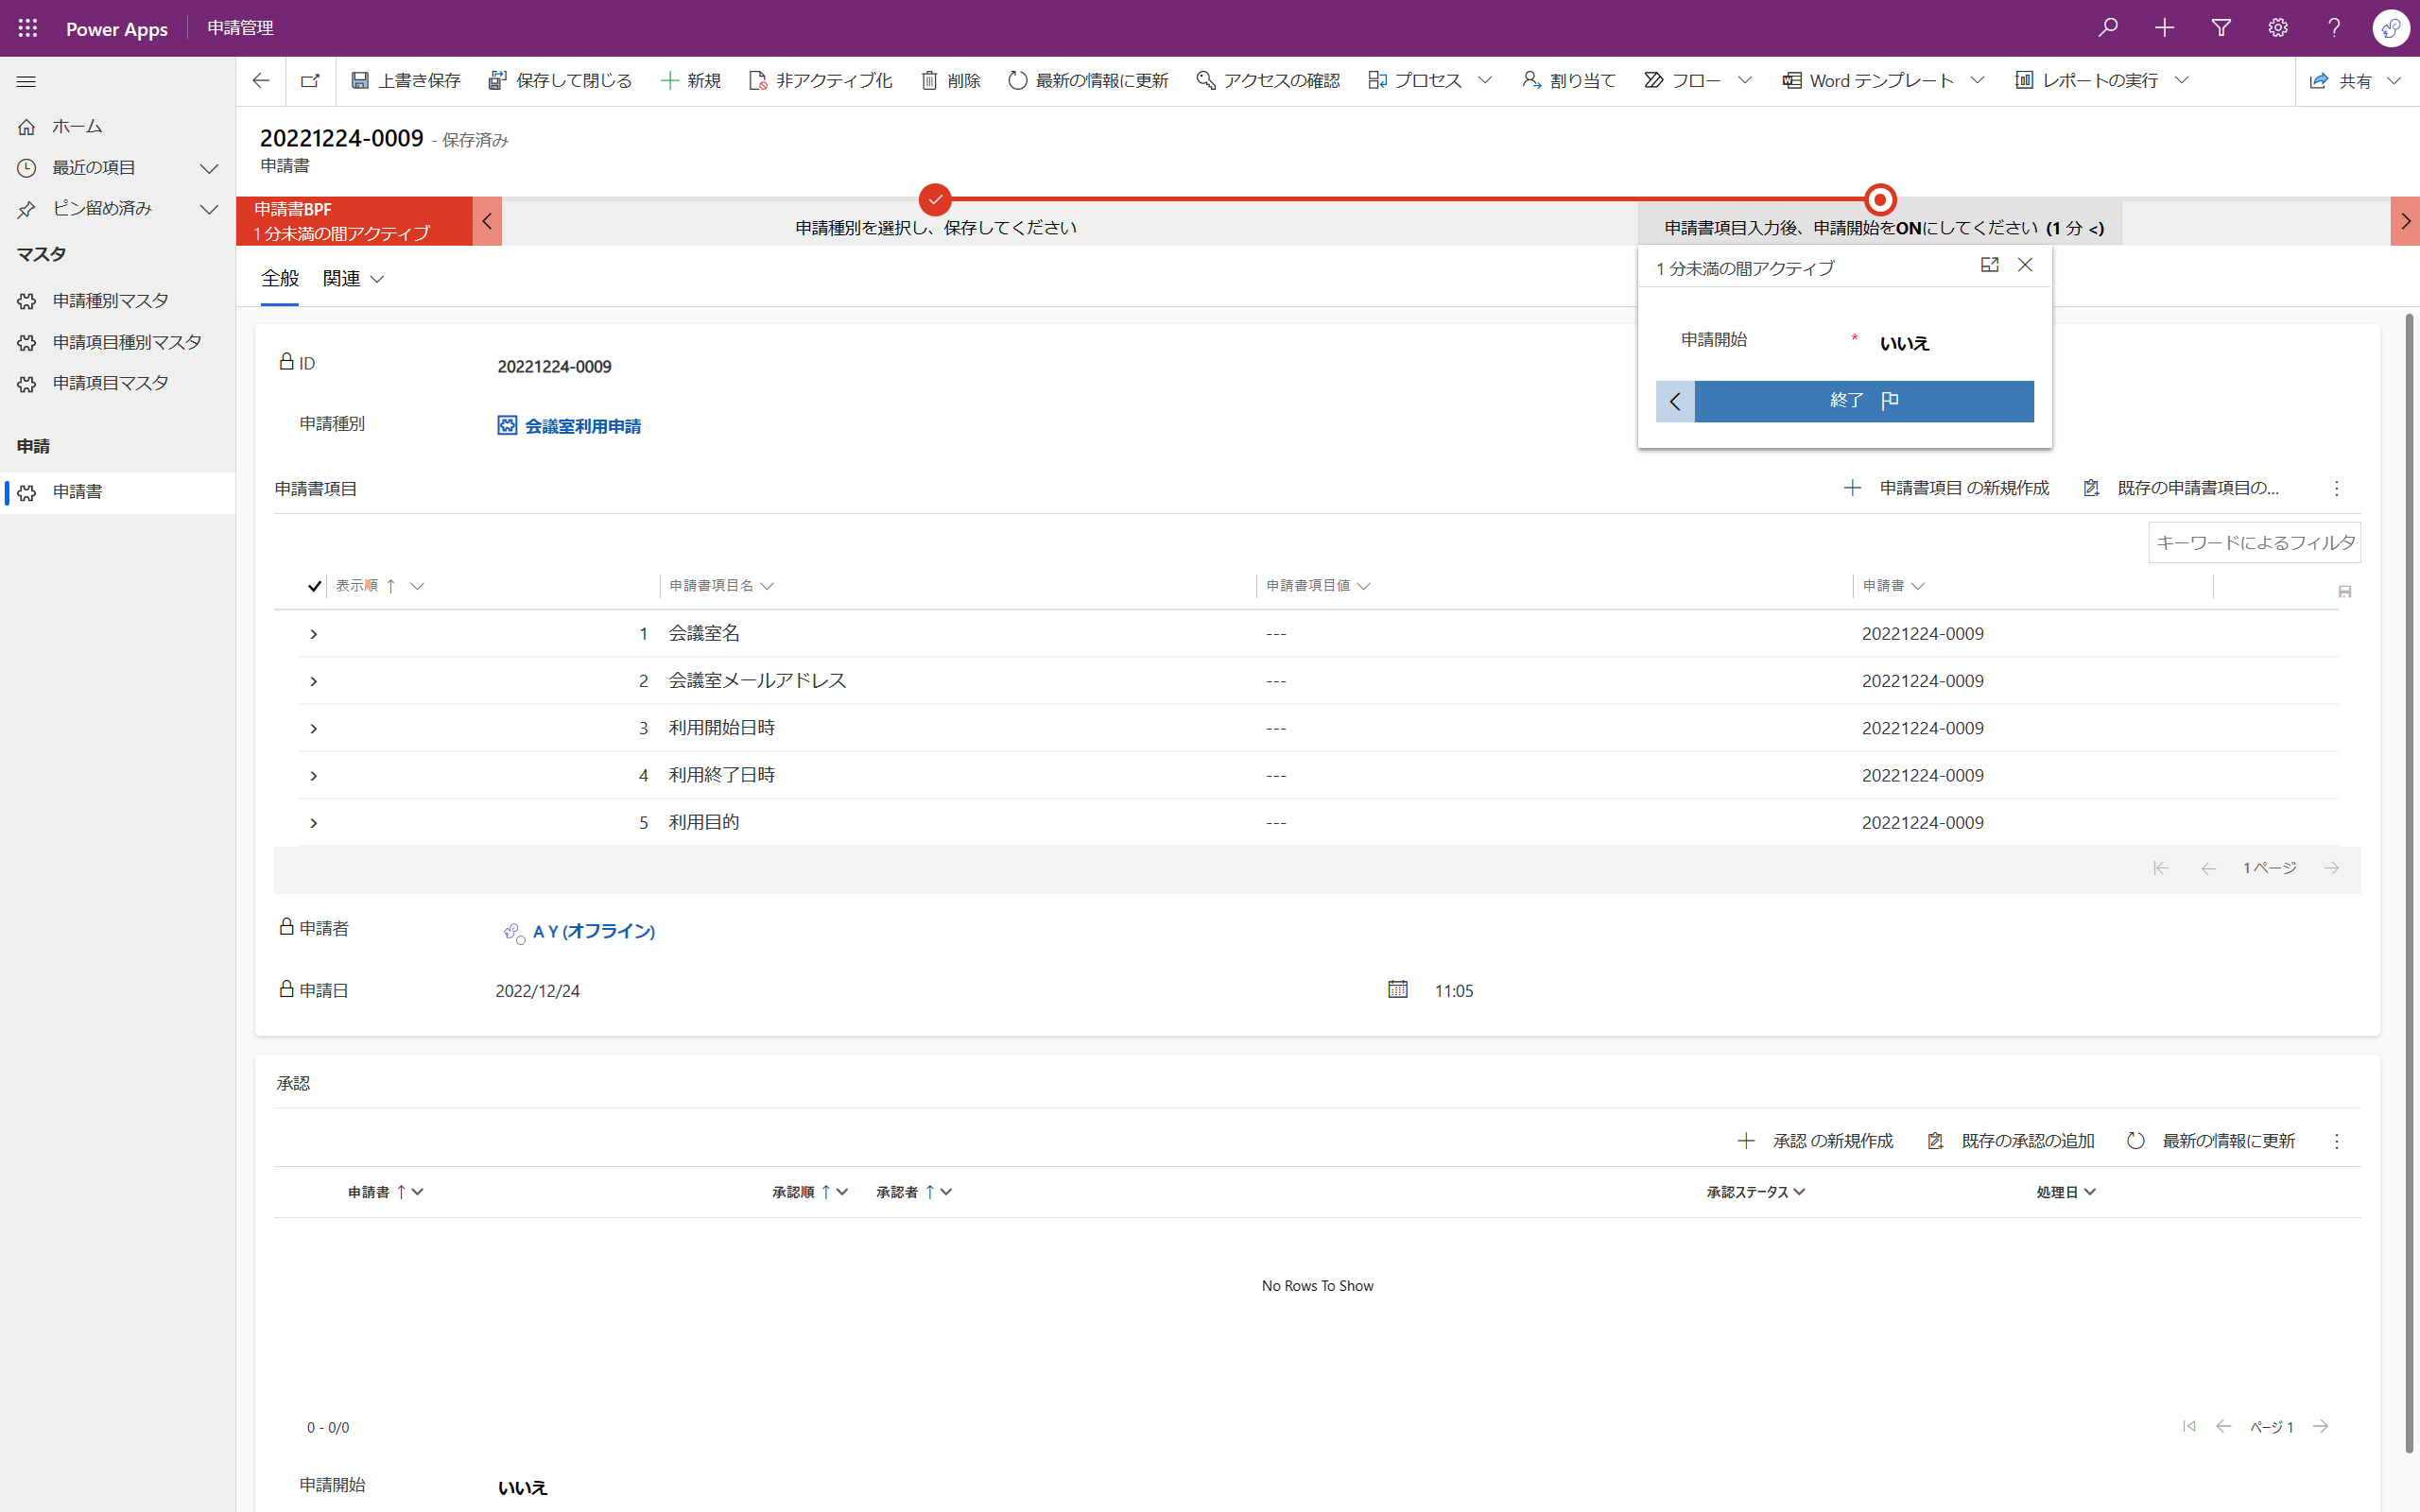 Power Apps 申請管理
上書き保存 保存して閉じる 新規 非アクティブ化 削除 最新の情報に更新 アクセスの確認 プロセス 割り当て フロー Word テンプレート レポートの実行 共有
ホーム
最近の項目
ピン留め済み
マスタ
申請種別マスタ
申請項目種別マスタ
申請項目マスタ
申請
申請書
20221224-0009 - 保存済み
申請書
申請書BPF
1 分未満の間アクティブ
申請種別を選択し、保存してください
申請書項目入力後、申請開始をONにしてください (1 分 <)
全般 関連
1 分未満の間アクティブ
申請開始 * いいえ
終了
ID 20221224-0009
申請種別 会議室利用申請
申請書項目 申請書項目 の新規作成 既存の申請書項目の...
キーワードによるフィルタ
表示順 ↑ 申請書項目名 申請書項目値 申請書
1 会議室名 --- 20221224-0009
2 会議室メールアドレス --- 20221224-0009
3 利用開始日時 --- 20221224-0009
4 利用終了日時 --- 20221224-0009
5 利用目的 --- 20221224-0009
1 ページ
申請者 A Y (オフライン)
申請日 2022/12/24 11:05
承認
承認 の新規作成 既存の承認の追加 最新の情報に更新
申請書 ↑ 承認順 ↑ 承認者 ↑ 承認ステータス 処理日
No Rows To Show
0 - 0/0 ページ 1
申請開始 いいえ